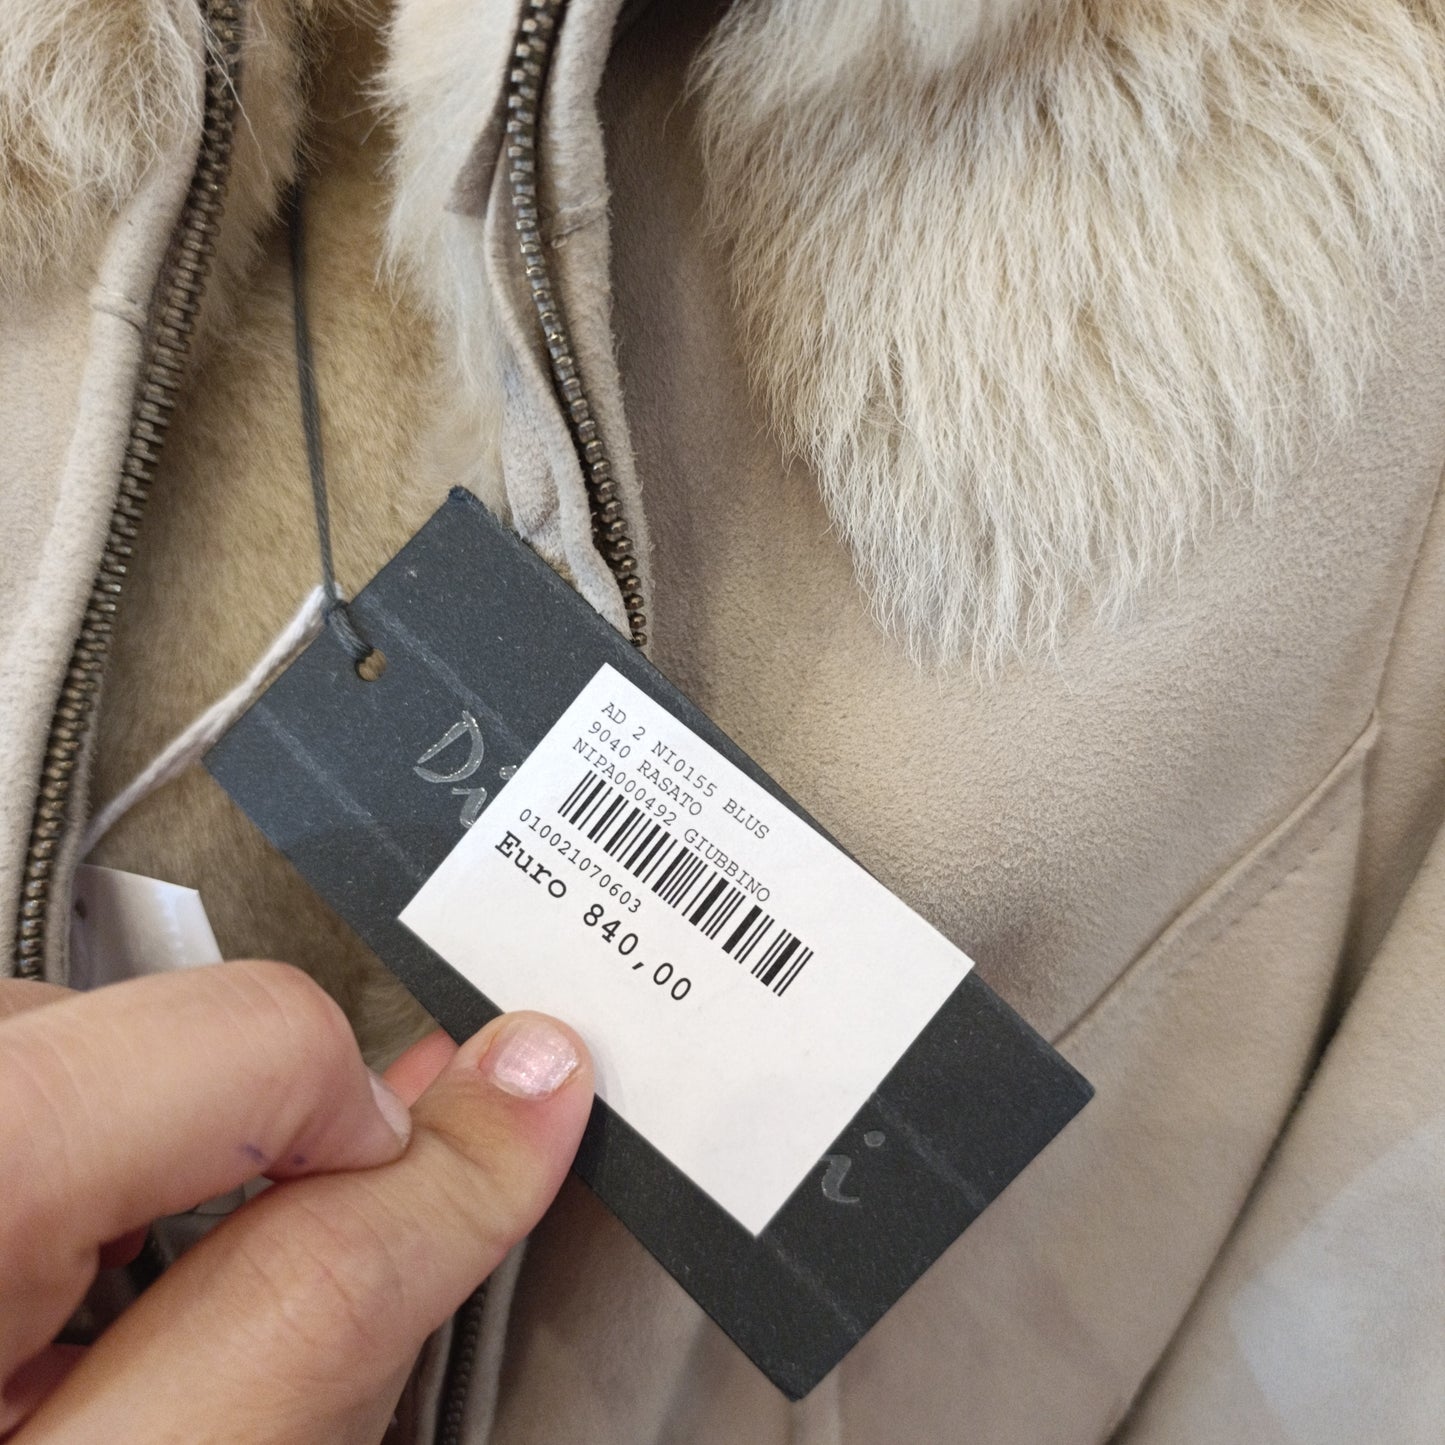 AD 2 NI0155 BLUS
9040 RASATO
NIPA000492 GIUBBINO
010021070603
Euro 840,00